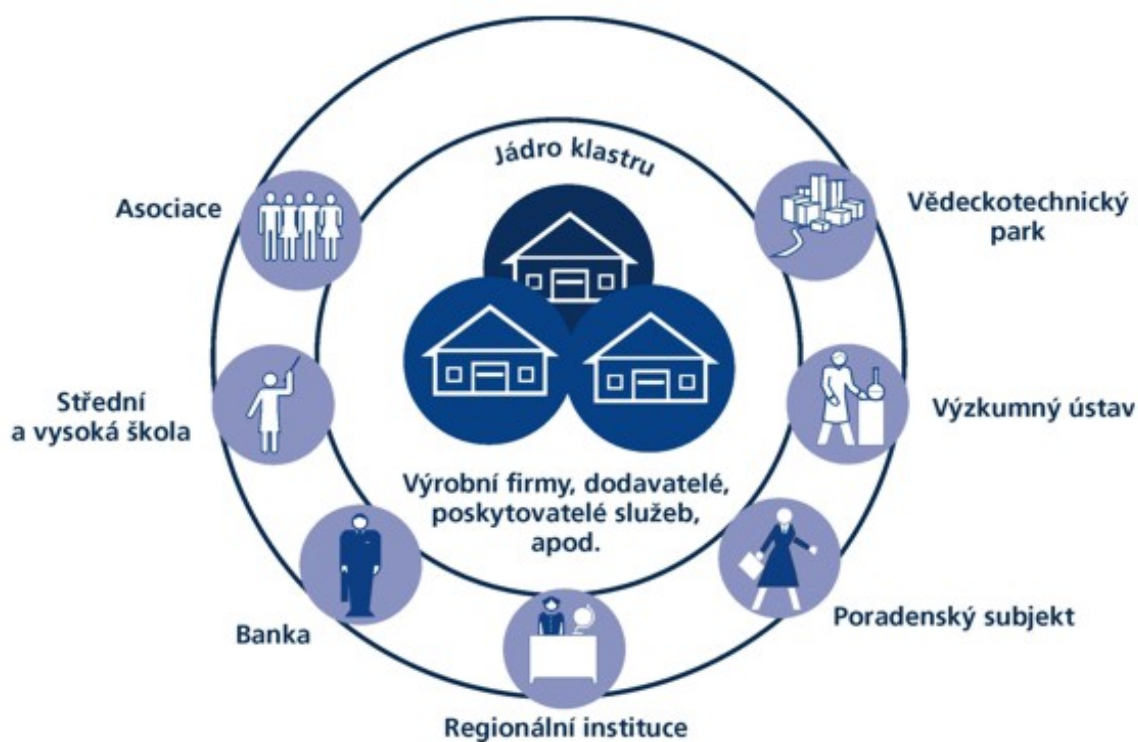 Jádro klastru
Asociace
Vědeckotechnický
park
Střední
a vysoká škola
Výzkumný ústav
Výrobní firmy, dodavatelé,
poskytovatelé služeb,
apod.
Banka
Poradenský subjekt
Regionální instituce